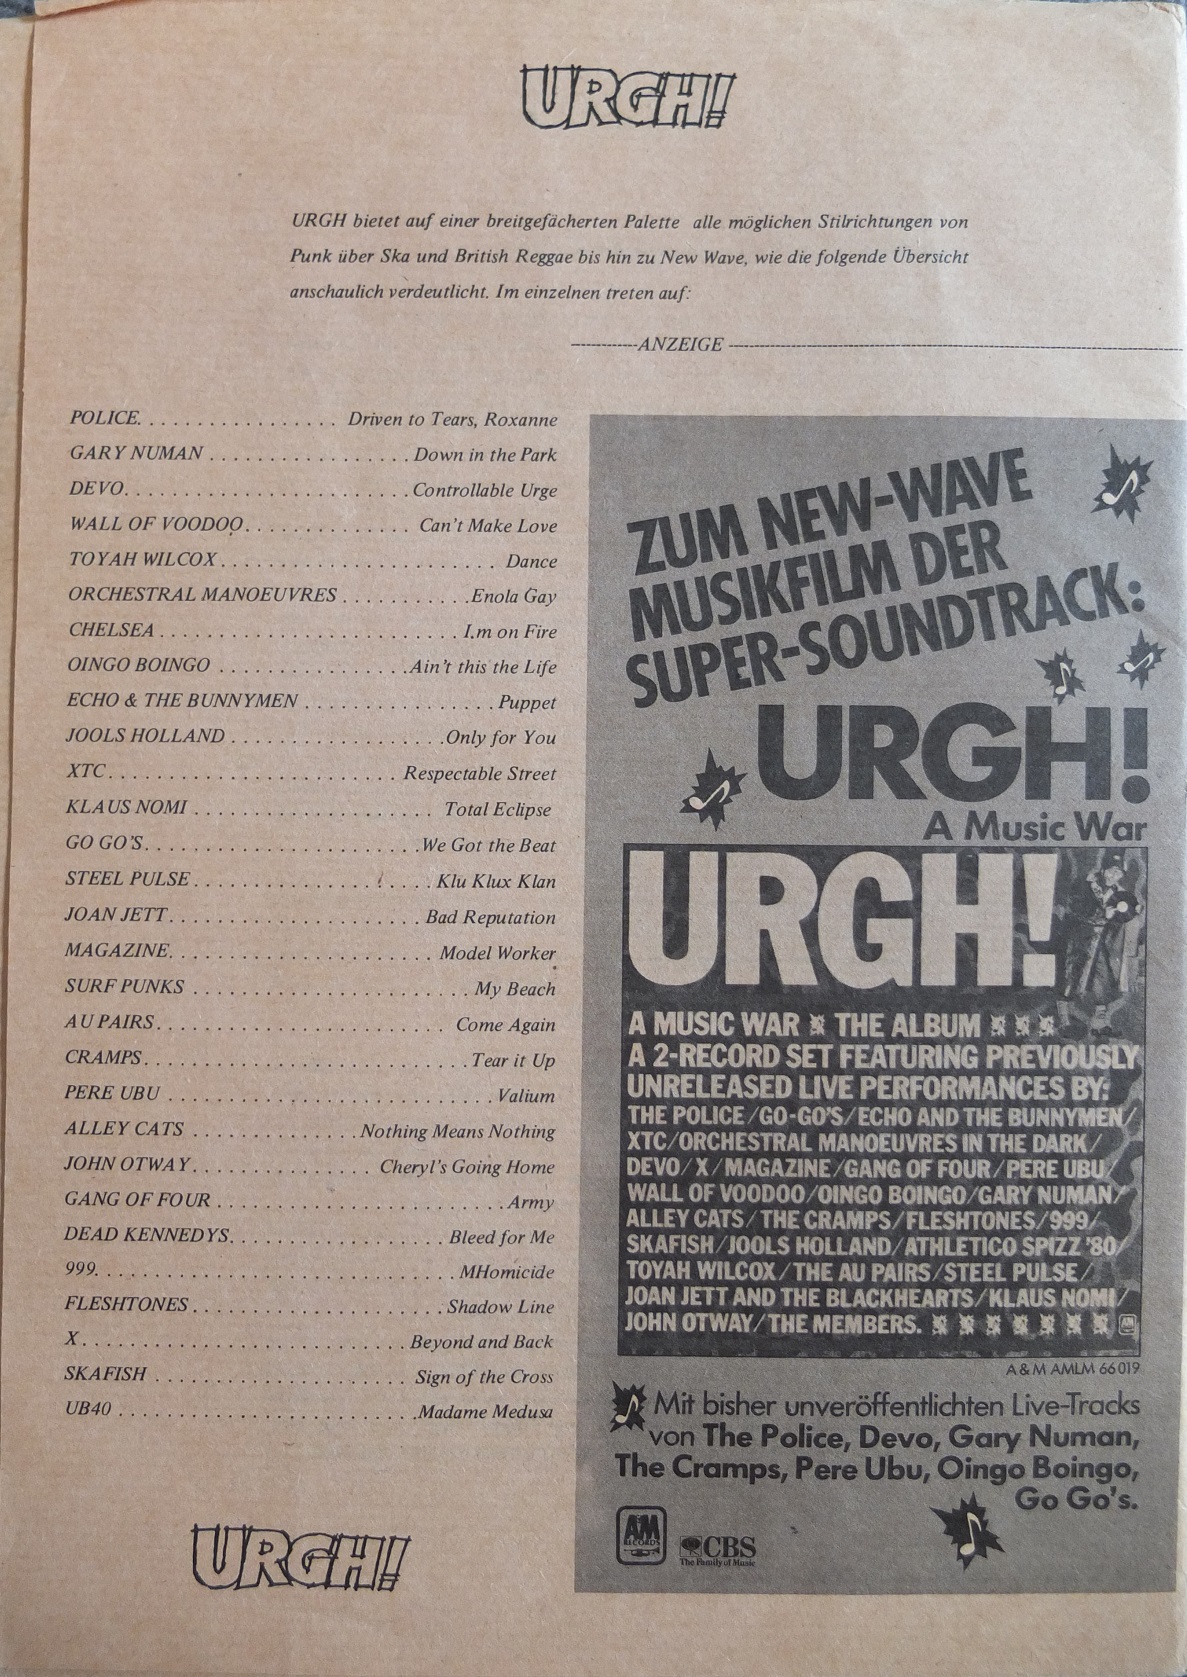 URGH!
URGH bietet auf einer breitgefächerten Palette alle möglichen Stilrichtungen von
Punk über Ska und British Reggae bis hin zu New Wave, wie die folgende Übersicht
anschaulich verdeutlicht. Im einzelnen treten auf:
------------ANZEIGE ------------
POLICE. . . . . . . . . . . . . . . . . Driven to Tears, Roxanne
GARY NUMAN . . . . . . . . . . . . . . . . . Down in the Park
DEVO. . . . . . . . . . . . . . . . . . . . . . . . Controllable Urge
WALL OF VOODOO. . . . . . . . . . . . . . Can't Make Love
TOYAH WILCOX . . . . . . . . . . . . . . . . . . . . . . . Dance
ORCHESTRAL MANOEUVRES . . . . . . . . . . .Enola Gay
CHELSEA . . . . . . . . . . . . . . . . . . . . . . . . . I,m on Fire
OINGO BOINGO . . . . . . . . . . . . . . . .Ain't this the Life
ECHO & THE BUNNYMEN . . . . . . . . . . . . . . . . Puppet
JOOLS HOLLAND . . . . . . . . . . . . . . . . . .Only for You
XTC. . . . . . . . . . . . . . . . . . . . . . . . Respectable Street
KLAUS NOMI . . . . . . . . . . . . . . . . . . . . Total Eclipse
GO GO'S. . . . . . . . . . . . . . . . . . . . . . .We Got the Beat
STEEL PULSE . . . . . . . . . . . . . . . . . . . . Klu Klux Klan
JOAN JETT. . . . . . . . . . . . . . . . . . . . . Bad Reputation
MAGAZINE. . . . . . . . . . . . . . . . . . . . . . Model Worker
SURF PUNKS . . . . . . . . . . . . . . . . . . . . . . . My Beach
AU PAIRS. . . . . . . . . . . . . . . . . . . . . . . Come Again
CRAMPS. . . . . . . . . . . . . . . . . . . . . . . . . . Tear it Up
PERE UBU . . . . . . . . . . . . . . . . . . . . . . . . . . Valium
ALLEY CATS . . . . . . . . . . . . .Nothing Means Nothing
JOHN OTWAY. . . . . . . . . . . . . . Cheryl's Going Home
GANG OF FOUR . . . . . . . . . . . . . . . . . . . . . . .Army
DEAD KENNEDYS. . . . . . . . . . . . . . . . . Bleed for Me
999. . . . . . . . . . . . . . . . . . . . . . . . . . . . MHomicide
FLESHTONES . . . . . . . . . . . . . . . . . . . .Shadow Line
X. . . . . . . . . . . . . . . . . . . . . . . . . Beyond and Back
SKAFISH . . . . . . . . . . . . . . . . . . . Sign of the Cross
UB40 . . . . . . . . . . . . . . . . . . . . . . .Madame Medusa
URGH!
ZUM NEW-WAVE
MUSIKFILM DER
SUPER-SOUNDTRACK:
URGH!
A Music War
URGH!
A MUSIC WAR THE ALBUM
A 2-RECORD SET FEATURING PREVIOUSLY
UNRELEASED LIVE PERFORMANCES BY:
THE POLICE/GO-GO'S/ECHO AND THE BUNNYMEN/
XTC/ORCHESTRAL MANOEUVRES IN THE DARK/
DEVO/X/MAGAZINE/GANG OF FOUR/PERE UBU/
WALL OF VOODOO/OINGO BOINGO/GARY NUMAN/
ALLEY CATS/THE CRAMPS/FLESHTONES/999/
SKAFISH/JOOLS HOLLAND/ATHLETICO SPIZZ '80/
TOYAH WILCOX/THE AU PAIRS/STEEL PULSE/
JOAN JETT AND THE BLACKHEARTS/KLAUS NOMI/
JOHN OTWAY/THE MEMBERS.
A & M AMLM 66019
Mit bisher unveröffentlichten Live-Tracks
von The Police, Devo, Gary Numan,
The Cramps, Pere Ubu, Oingo Boingo,
Go Go's.
AM
RECORDS
CBS
The Family of Music